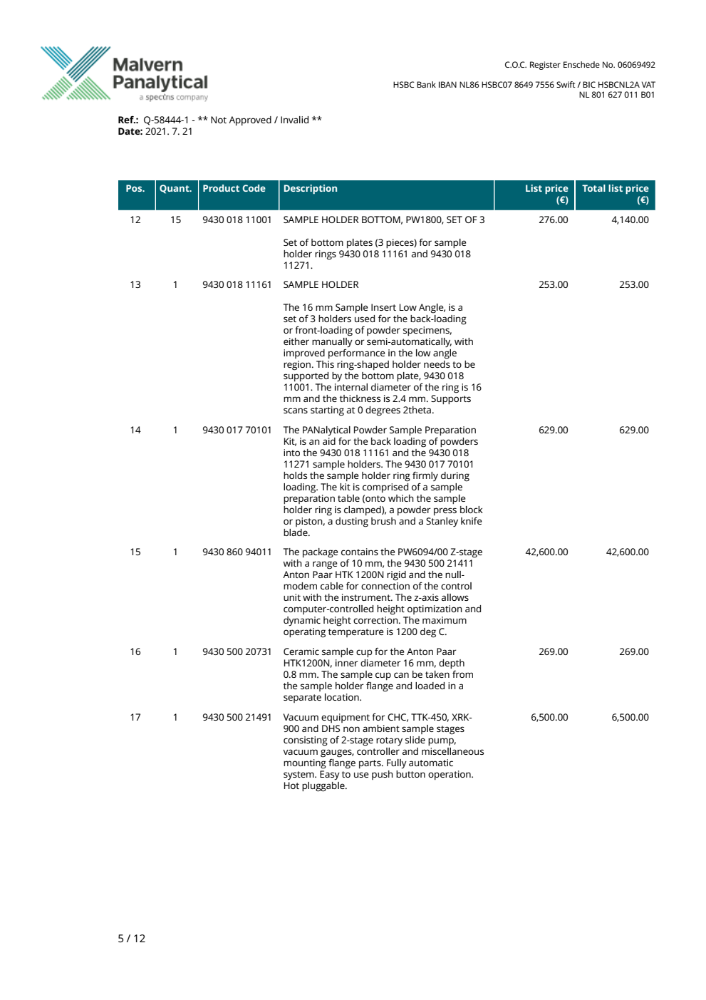 Malvern
Panalytical
a spectris company
C.O.C. Register Enschede No. 06069492
HSBC Bank IBAN NL86 HSBC07 8649 7556 Swift / BIC HSBCNL2A VAT
NL 801 627 011 B01
Ref.: Q-58444-1 - ** Not Approved / Invalid **
Date: 2021. 7. 21
Pos. Quant. Product Code Description List price (€) Total list price (€)
12 15 9430 018 11001 SAMPLE HOLDER BOTTOM, PW1800, SET OF 3 276.00 4,140.00
Set of bottom plates (3 pieces) for sample
holder rings 9430 018 11161 and 9430 018
11271.
13 1 9430 018 11161 SAMPLE HOLDER 253.00 253.00
The 16 mm Sample Insert Low Angle, is a
set of 3 holders used for the back-loading
or front-loading of powder specimens,
either manually or semi-automatically, with
improved performance in the low angle
region. This ring-shaped holder needs to be
supported by the bottom plate, 9430 018
11001. The internal diameter of the ring is 16
mm and the thickness is 2.4 mm. Supports
scans starting at 0 degrees 2theta.
14 1 9430 017 70101 The PANalytical Powder Sample Preparation 629.00 629.00
Kit, is an aid for the back loading of powders
into the 9430 018 11161 and the 9430 018
11271 sample holders. The 9430 017 70101
holds the sample holder ring firmly during
loading. The kit is comprised of a sample
preparation table (onto which the sample
holder ring is clamped), a powder press block
or piston, a dusting brush and a Stanley knife
blade.
15 1 9430 860 94011 The package contains the PW6094/00 Z-stage 42,600.00 42,600.00
with a range of 10 mm, the 9430 500 21411
Anton Paar HTK 1200N rigid and the null-
modem cable for connection of the control
unit with the instrument. The z-axis allows
computer-controlled height optimization and
dynamic height correction. The maximum
operating temperature is 1200 deg C.
16 1 9430 500 20731 Ceramic sample cup for the Anton Paar 269.00 269.00
HTK1200N, inner diameter 16 mm, depth
0.8 mm. The sample cup can be taken from
the sample holder flange and loaded in a
separate location.
17 1 9430 500 21491 Vacuum equipment for CHC, TTK-450, XRK- 6,500.00 6,500.00
900 and DHS non ambient sample stages
consisting of 2-stage rotary slide pump,
vacuum gauges, controller and miscellaneous
mounting flange parts. Fully automatic
system. Easy to use push button operation.
Hot pluggable.
5 / 12